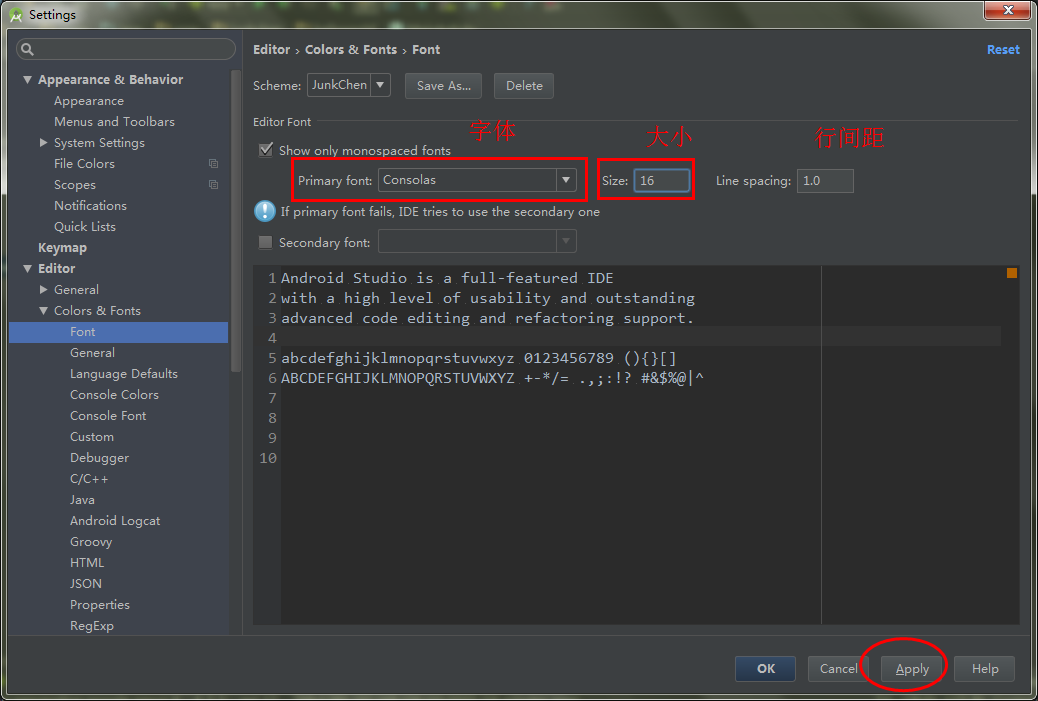 Settings
Editor › Colors & Fonts › Font
Reset
Appearance & Behavior
Appearance
Menus and Toolbars
System Settings
File Colors
Scopes
Notifications
Quick Lists
Keymap
Editor
General
Colors & Fonts
Font
General
Language Defaults
Console Colors
Console Font
Custom
Debugger
C/C++
Java
Android Logcat
Groovy
HTML
JSON
Properties
RegExp
Scheme: JunkChen Save As... Delete
Editor Font
字体 大小 行间距
Show only monospaced fonts
Primary font: Consolas Size: 16 Line spacing: 1.0
If primary font fails, IDE tries to use the secondary one
Secondary font:
1 Android Studio is a full-featured IDE
2 with a high level of usability and outstanding
3 advanced code editing and refactoring support.
4
5 abcdefghijklmnopqrstuvwxyz 0123456789 (){}[]
6 ABCDEFGHIJKLMNOPQRSTUVWXYZ +-*/= .,;:!? #&$%@|^
7
8
9
10
OK Cancel Apply Help